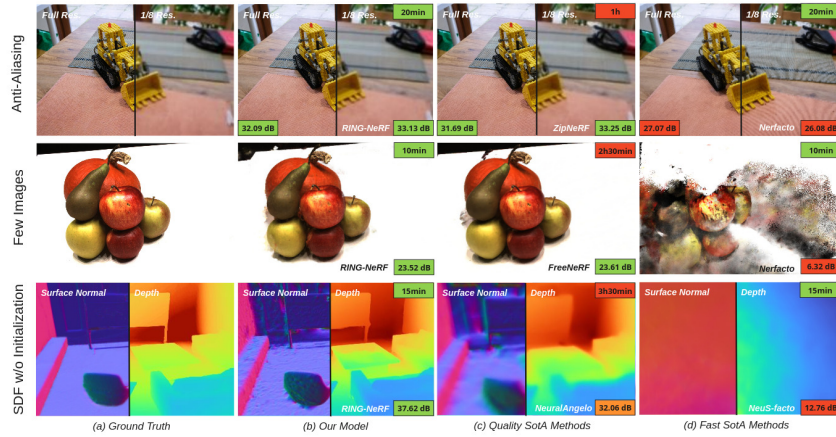 Anti-Aliasing
Full Res. 1/8 Res.
20min
Full Res. 1/8 Res.
32.09 dB
RING-NeRF 33.13 dB
1h
Full Res. 1/8 Res.
31.69 dB
ZipNeRF 33.25 dB
20min
Full Res. 1/8 Res.
27.07 dB
Nerfacto 26.08 dB
Few Images
10min
RING-NeRF 23.52 dB
2h30min
FreeNeRF 23.61 dB
10min
Nerfacto 6.32 dB
SDF w/o Initialization
Surface Normal Depth
15min
Surface Normal Depth
RING-NeRF 37.62 dB
3h30min
Surface Normal Depth
NeuralAngelo 32.06 dB
15min
Surface Normal Depth
NeuS-facto 12.76 dB
(a) Ground Truth
(b) Our Model
(c) Quality SotA Methods
(d) Fast SotA Methods